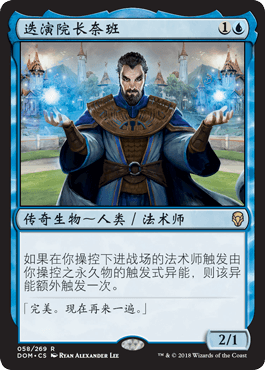 迭演院长奈班 1
传奇生物～人类 / 法术师
如果在你操控下进战场的法术师触发由
你操控之永久物的触发式异能，则该异
能额外触发一次。
「完美。现在再来一遍。」
2/1
058/269 R
DOM • CS Ryan Alexander Lee
™ & © 2018 Wizards of the Coast